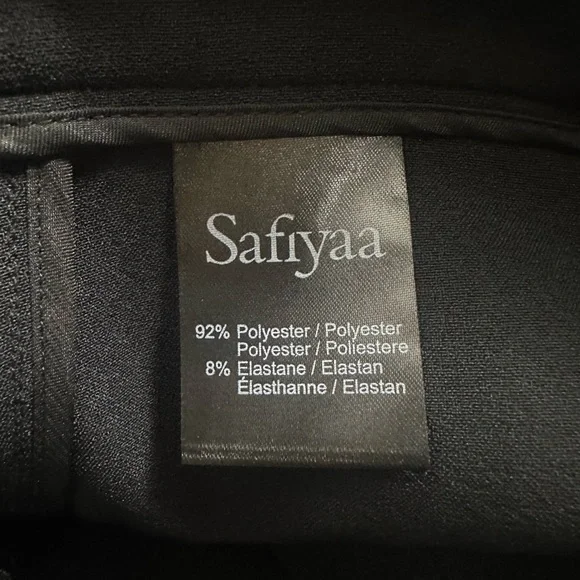 Safiyaa
92% Polyester / Polyester
Polyester / Poliestere
8% Elastane / Elastan
Élasthanne / Elastan